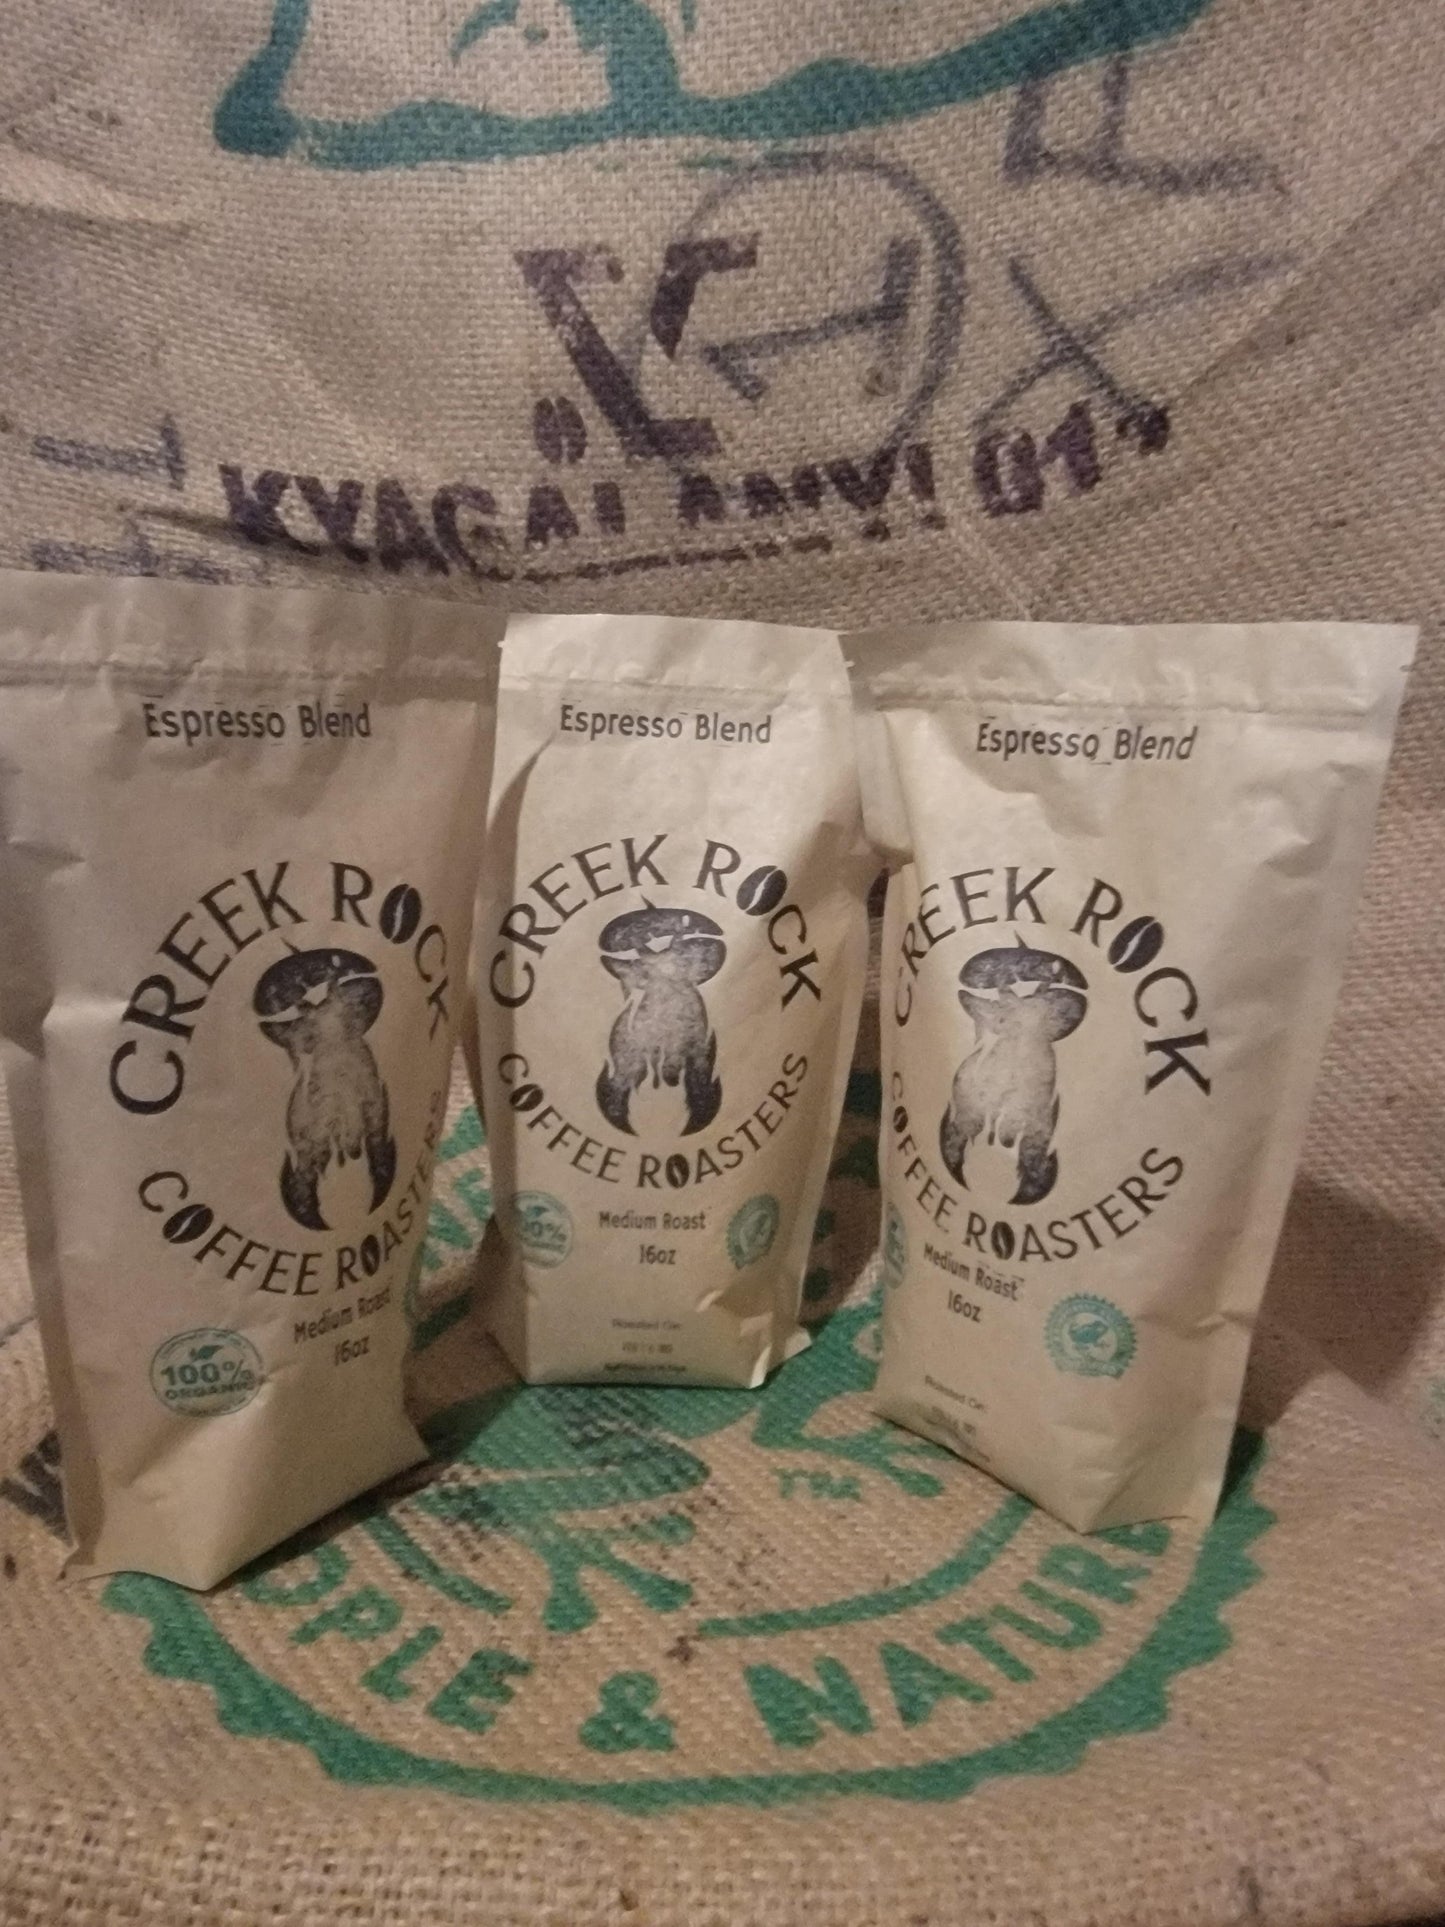 KYAGALANYI 01
Espresso Blend
CREEK ROCK
COFFEE ROASTERS
Medium Roast
16oz
100%
ORGANIC
Espresso Blend
CREEK ROCK
COFFEE ROASTERS
Medium Roast
16oz
Roasted On:
Espresso Blend
CREEK ROCK
COFFEE ROASTERS
Medium Roast
16oz
Roasted On:
TM
OPLE & NATURE